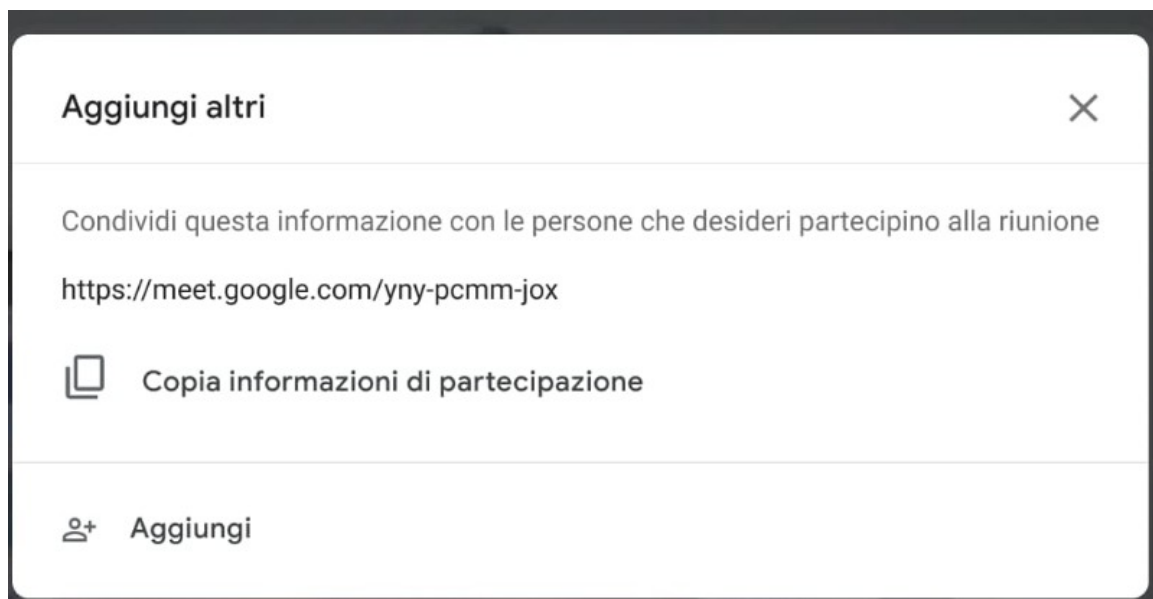 Aggiungi altri
Condividi questa informazione con le persone che desideri partecipino alla riunione
https://meet.google.com/yny-pcmm-jox
Copia informazioni di partecipazione
Aggiungi